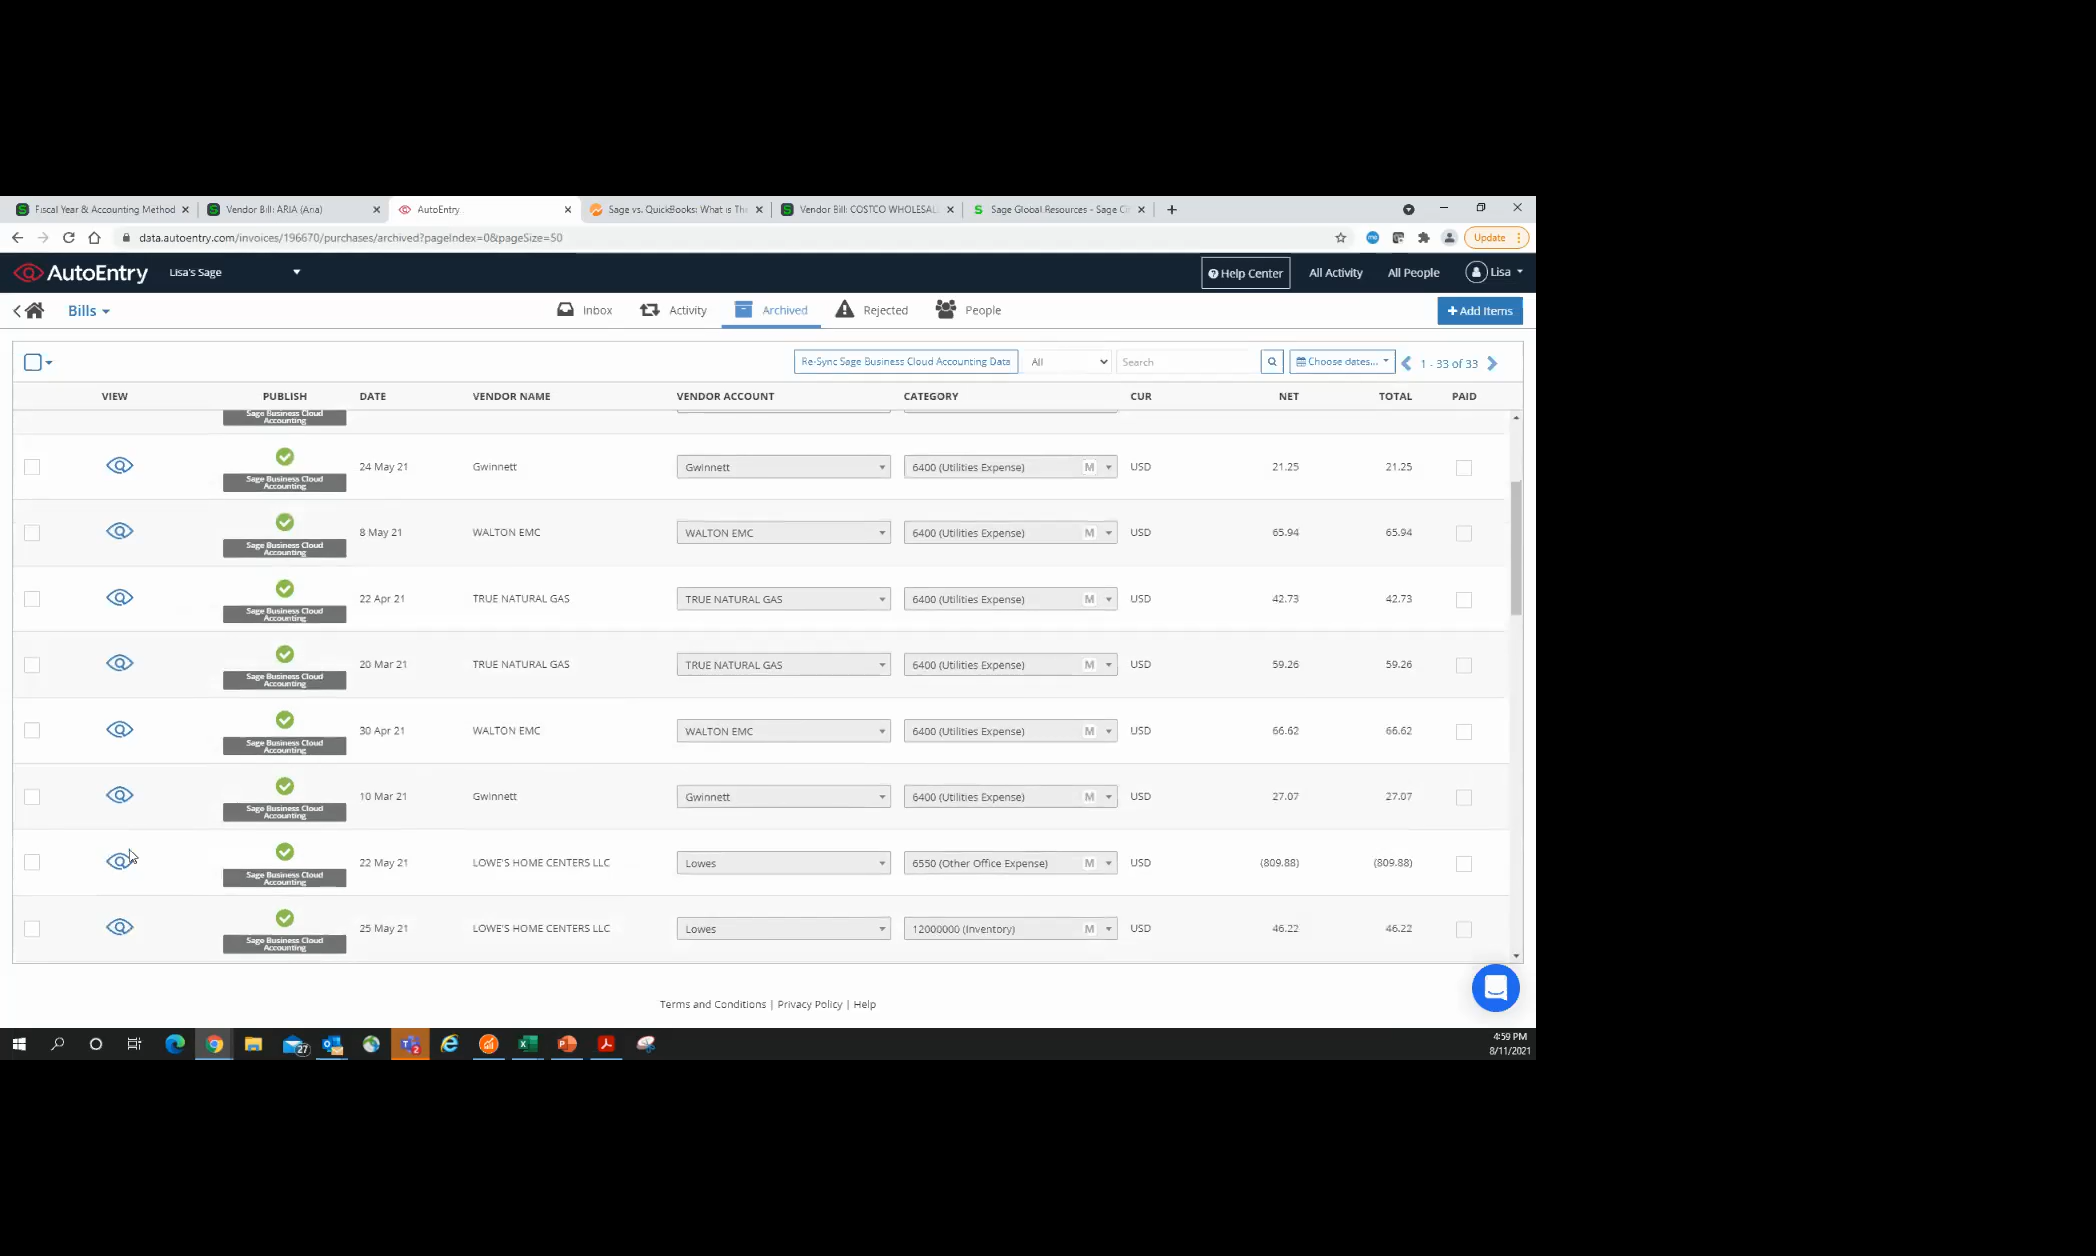 Fiscal Year & Accounting Method
Vendor Bill: ARIA (Aria)
AutoEntry
Sage vs. QuickBooks: What is The
Vendor Bill: COSTCO WHOLESAL
Sage Global Resources - Sage Ci
data.autoentry.com/invoices/196670/purchases/archived?pageIndex=0&pageSize=50
Update
AutoEntry Lisa's Sage
Help Center All Activity All People Lisa
Bills Inbox Activity Archived Rejected People +Add Items
Re-Sync Sage Business Cloud Accounting Data All Search Choose dates... 1 - 33 of 33
VIEW PUBLISH DATE VENDOR NAME VENDOR ACCOUNT CATEGORY CUR NET TOTAL PAID
Sage Business Cloud
Accounting
24 May 21 Gwinnett Gwinnett 6400 (Utilities Expense) M USD 21.25 21.25
Sage Business Cloud
Accounting
8 May 21 WALTON EMC WALTON EMC 6400 (Utilities Expense) M USD 65.94 65.94
Sage Business Cloud
Accounting
22 Apr 21 TRUE NATURAL GAS TRUE NATURAL GAS 6400 (Utilities Expense) M USD 42.73 42.73
Sage Business Cloud
Accounting
20 Mar 21 TRUE NATURAL GAS TRUE NATURAL GAS 6400 (Utilities Expense) M USD 59.26 59.26
Sage Business Cloud
Accounting
30 Apr 21 WALTON EMC WALTON EMC 6400 (Utilities Expense) M USD 66.62 66.62
Sage Business Cloud
Accounting
10 Mar 21 Gwinnett Gwinnett 6400 (Utilities Expense) M USD 27.07 27.07
Sage Business Cloud
Accounting
22 May 21 LOWE'S HOME CENTERS LLC Lowes 6550 (Other Office Expense) M USD (809.88) (809.88)
Sage Business Cloud
Accounting
25 May 21 LOWE'S HOME CENTERS LLC Lowes 12000000 (Inventory) M USD 46.22 46.22
Sage Business Cloud
Accounting
Terms and Conditions | Privacy Policy | Help
27
2
4:59 PM
8/11/2021